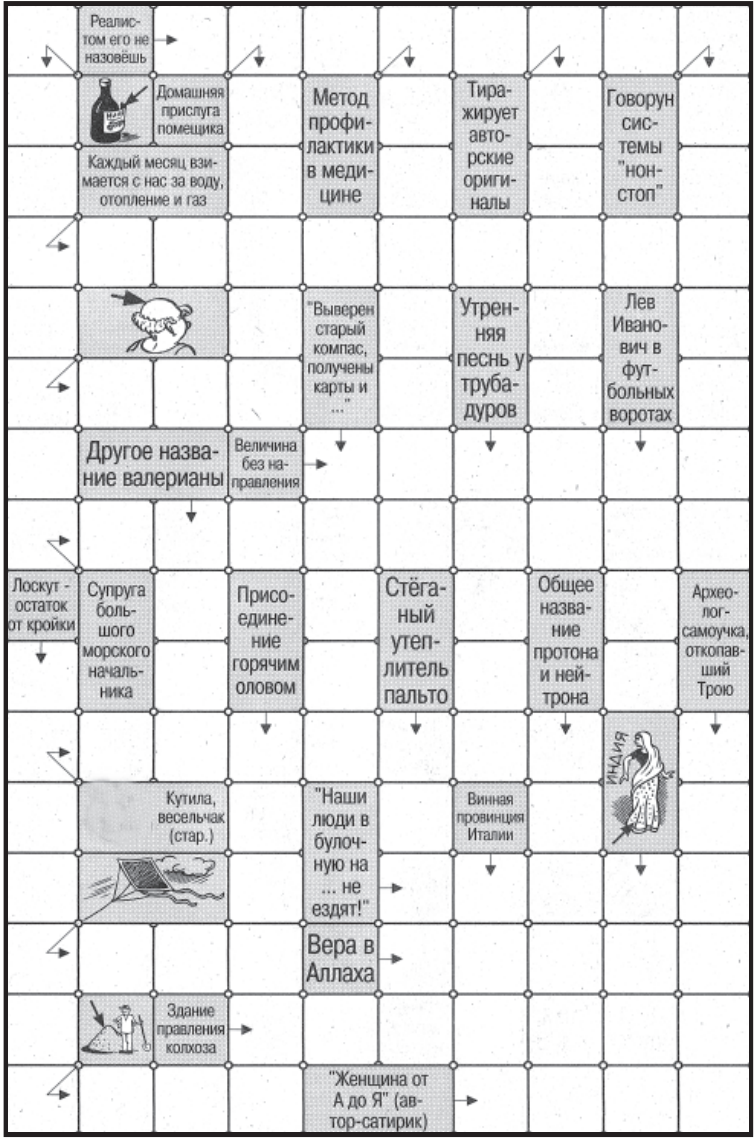 Реалис-
том его не
назовёшь
Домашняя
прислуга
помещика
Метод
профи-
лактики
в меди-
цине
Тира-
жирует
авто-
рские
ориги-
налы
Говорун
сис-
темы
"нон-
стоп"
Каждый месяц взи-
мается с нас за воду,
отопление и газ
"Выверен
старый
компас,
получены
карты и
..."
Утрен-
няя
песнь у
труба-
дуров
Лев
Ивано-
вич в
фут-
больных
воротах
Другое назва-
ние валерианы
Величина
без на-
правления
Лоскут -
остаток
от кройки
Супруга
боль-
шого
морского
началь-
ника
Присо-
едине-
ние
горячим
оловом
Стёга-
ный
утеп-
литель
пальто
Общее
назва-
ние
протона
и ней-
трона
Архео-
лог-
самоучка,
откопав-
ший
Трою
ИНДИЯ
Кутила,
весельчак
(стар.)
"Наши
люди в
булоч-
ную на
... не
ездят!"
Винная
провинция
Италии
Вера в
Аллаха
Здание
правления
колхоза
"Женщина от
А до Я" (ав-
тор-сатирик)